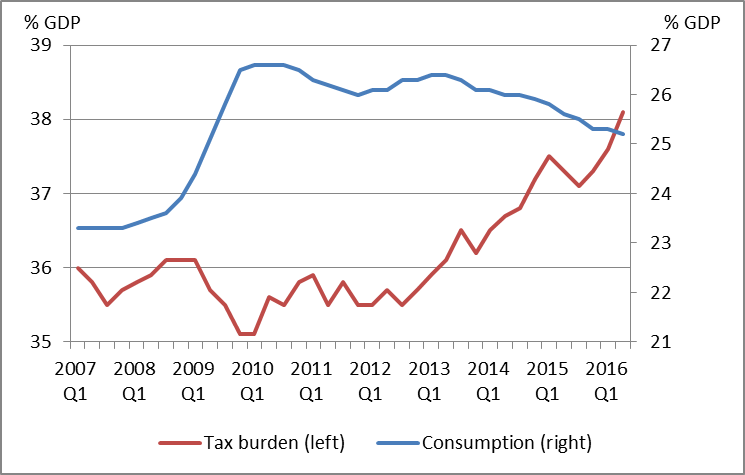 % GDP % GDP
39 27
38 26
37 25
36 24
35 23
22
21
2007 2008 2009 2010 2011 2012 2013 2014 2015 2016
Q1 Q1 Q1 Q1 Q1 Q1 Q1 Q1 Q1 Q1
Tax burden (left) Consumption (right)